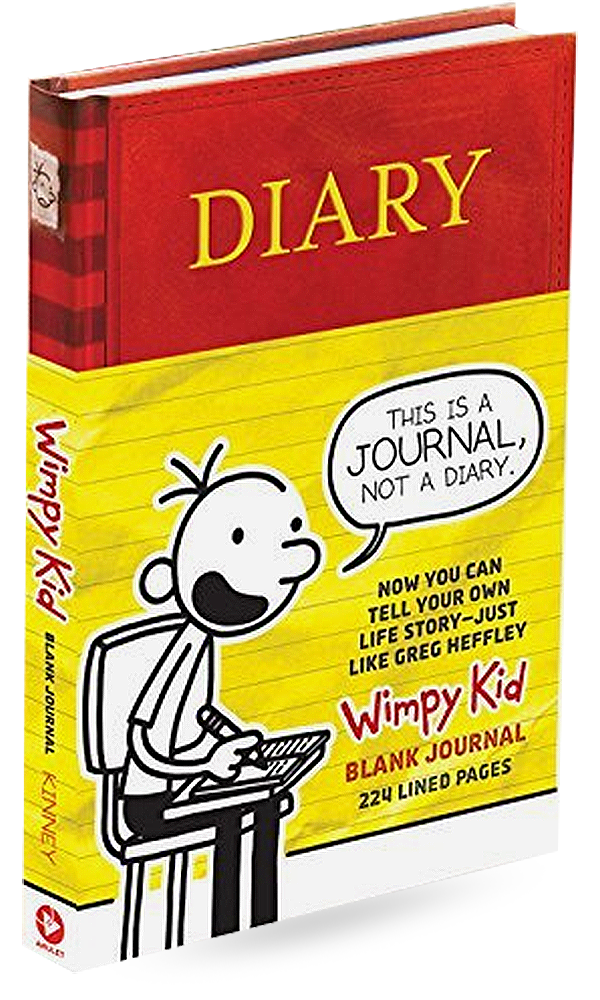 DIARY
THIS IS A
JOURNAL,
NOT A DIARY.
NOW YOU CAN
TELL YOUR OWN
LIFE STORY–JUST
LIKE GREG HEFFLEY
Wimpy Kid
BLANK JOURNAL
224 LINED PAGES
Wimpy Kid
BLANK JOURNAL
KINNEY
AMULET